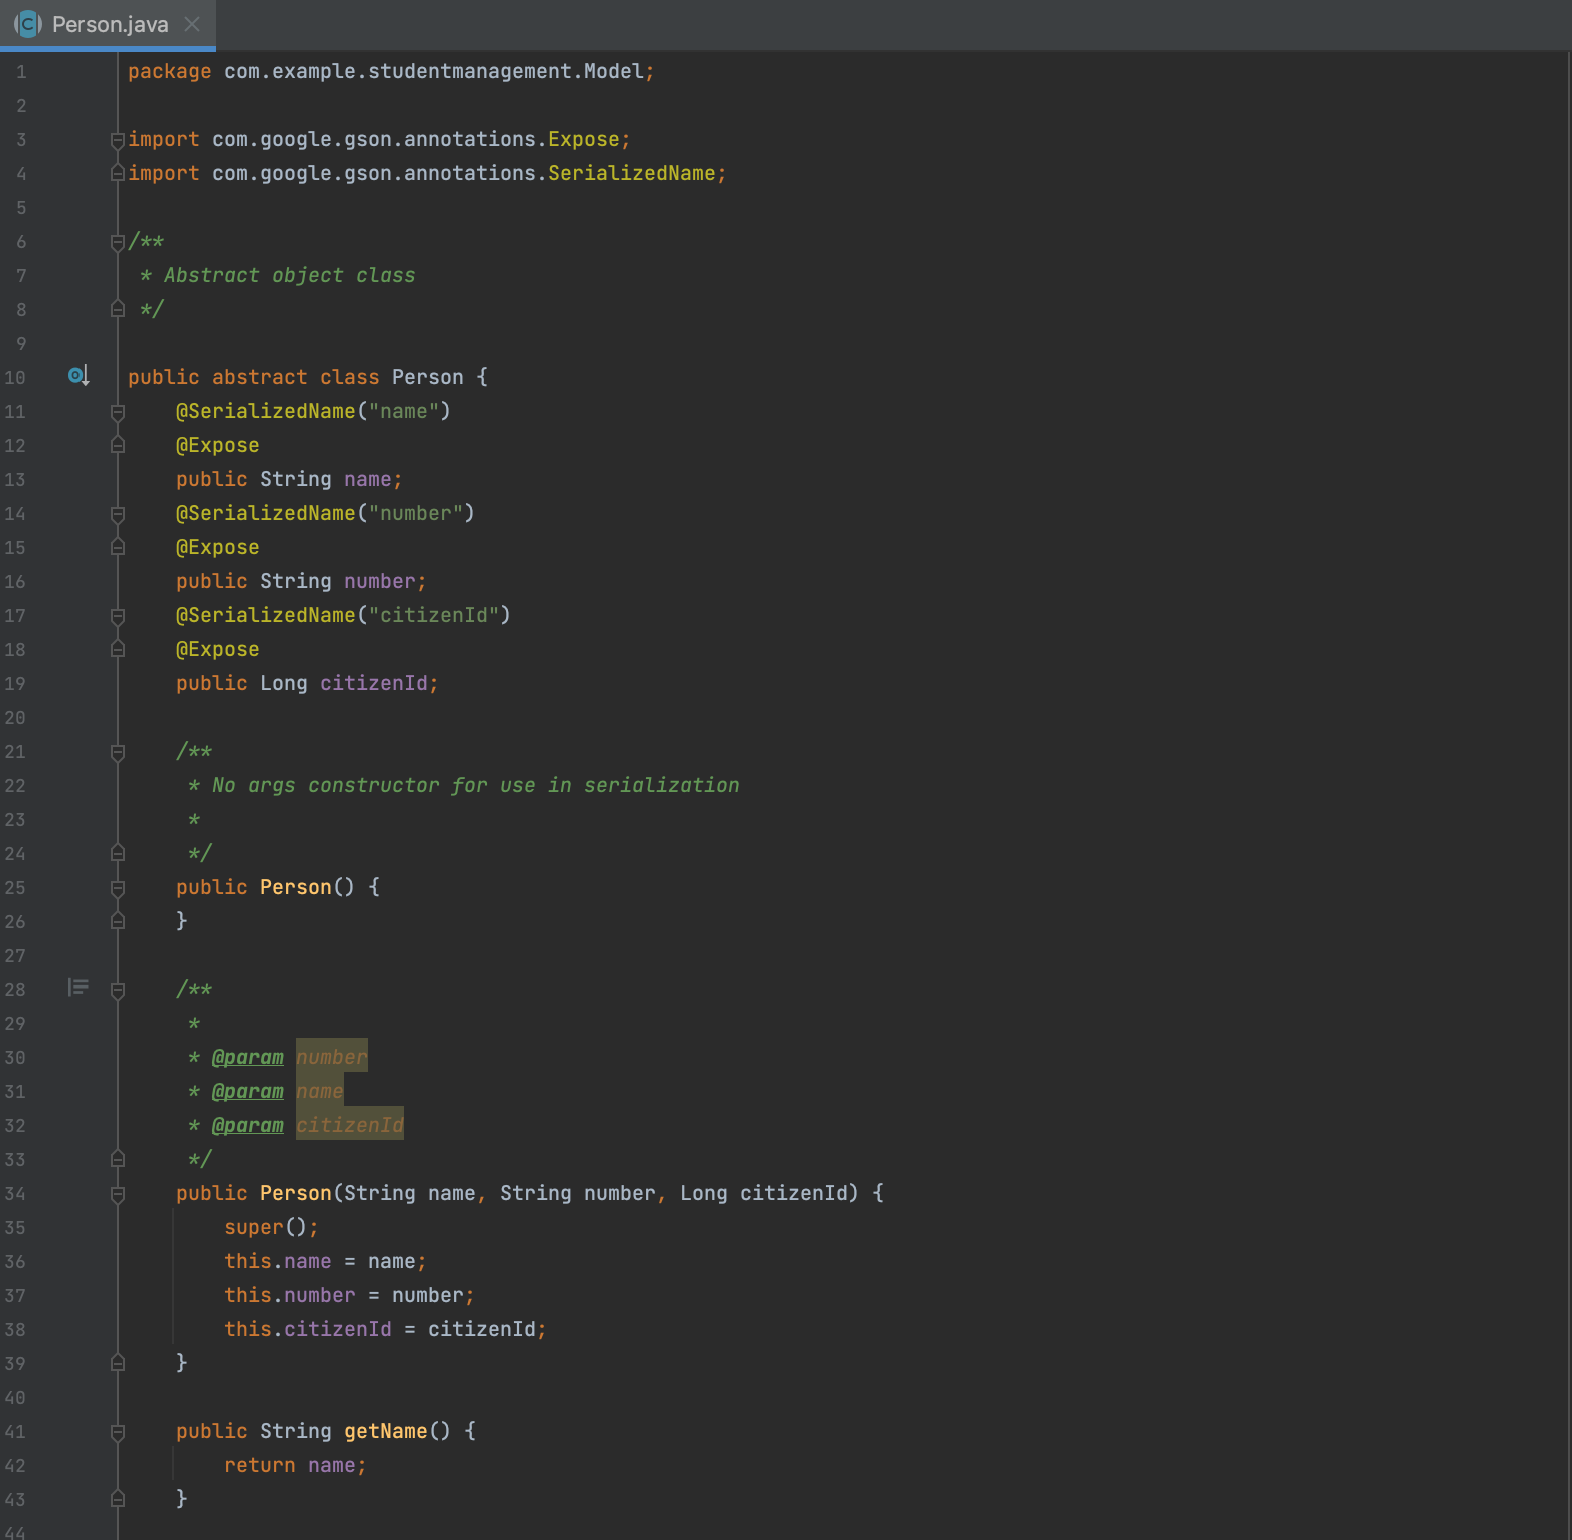 Person.java
1 package com.example.studentmanagement.Model;
2
3 import com.google.gson.annotations.Expose;
4 import com.google.gson.annotations.SerializedName;
5
6 /**
7 * Abstract object class
8 */
9
10 public abstract class Person {
11 @SerializedName("name")
12 @Expose
13 public String name;
14 @SerializedName("number")
15 @Expose
16 public String number;
17 @SerializedName("citizenId")
18 @Expose
19 public Long citizenId;
20
21 /**
22 * No args constructor for use in serialization
23 *
24 */
25 public Person() {
26 }
27
28 /**
29 *
30 * @param number
31 * @param name
32 * @param citizenId
33 */
34 public Person(String name, String number, Long citizenId) {
35 super();
36 this.name = name;
37 this.number = number;
38 this.citizenId = citizenId;
39 }
40
41 public String getName() {
42 return name;
43 }
44